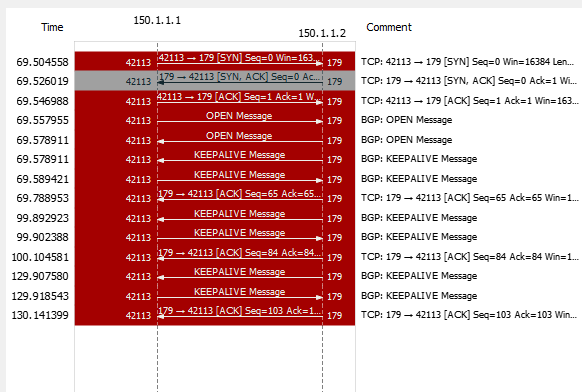 Time 150.1.1.1 150.1.1.2 Comment
69.504558 42113 42113 → 179 [SYN] Seq=0 Win=163... 179 TCP: 42113 → 179 [SYN] Seq=0 Win=16384 Len...
69.526019 42113 179 → 42113 [SYN, ACK] Seq=0 Ac... 179 TCP: 179 → 42113 [SYN, ACK] Seq=0 Ack=1 Wi...
69.546988 42113 42113 → 179 [ACK] Seq=1 Ack=1 W... 179 TCP: 42113 → 179 [ACK] Seq=1 Ack=1 Win=163...
69.557955 42113 OPEN Message 179 BGP: OPEN Message
69.578911 42113 OPEN Message 179 BGP: OPEN Message
69.578911 42113 KEEPALIVE Message 179 BGP: KEEPALIVE Message
69.589421 42113 KEEPALIVE Message 179 BGP: KEEPALIVE Message
69.788953 42113 179 → 42113 [ACK] Seq=65 Ack=65... 179 TCP: 179 → 42113 [ACK] Seq=65 Ack=65 Win=1...
99.892923 42113 KEEPALIVE Message 179 BGP: KEEPALIVE Message
99.902388 42113 KEEPALIVE Message 179 BGP: KEEPALIVE Message
100.104581 42113 179 → 42113 [ACK] Seq=84 Ack=84... 179 TCP: 179 → 42113 [ACK] Seq=84 Ack=84 Win=1...
129.907580 42113 KEEPALIVE Message 179 BGP: KEEPALIVE Message
129.918543 42113 KEEPALIVE Message 179 BGP: KEEPALIVE Message
130.141399 42113 179 → 42113 [ACK] Seq=103 Ack=1... 179 TCP: 179 → 42113 [ACK] Seq=103 Ack=103 Win...